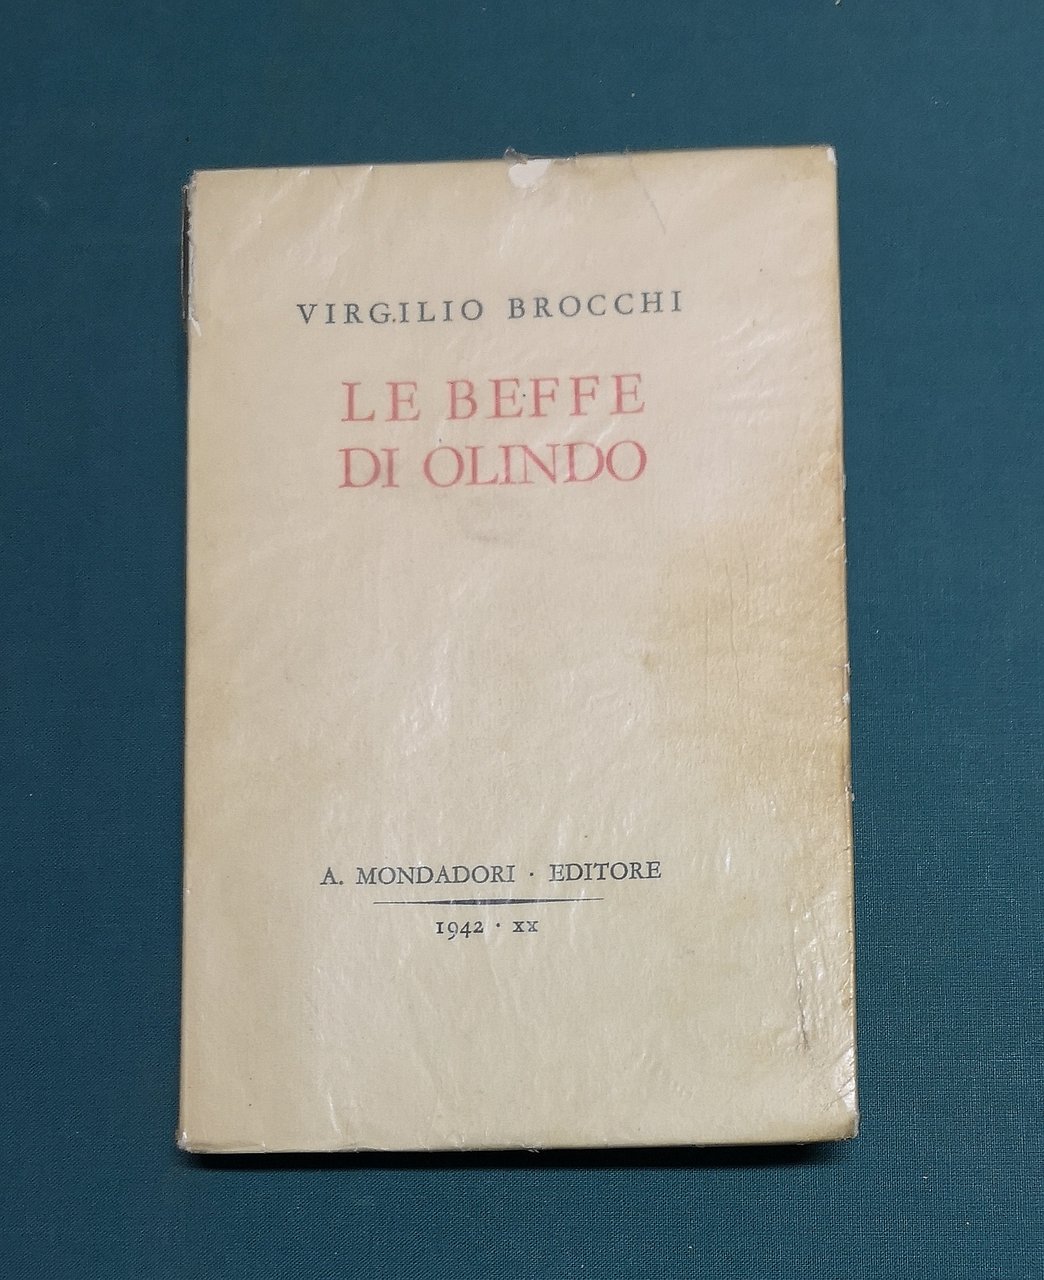 VIRGILIO BROCCHI
LE BEFFE
DI OLINDO
A. MONDADORI · EDITORE
1942 · XX